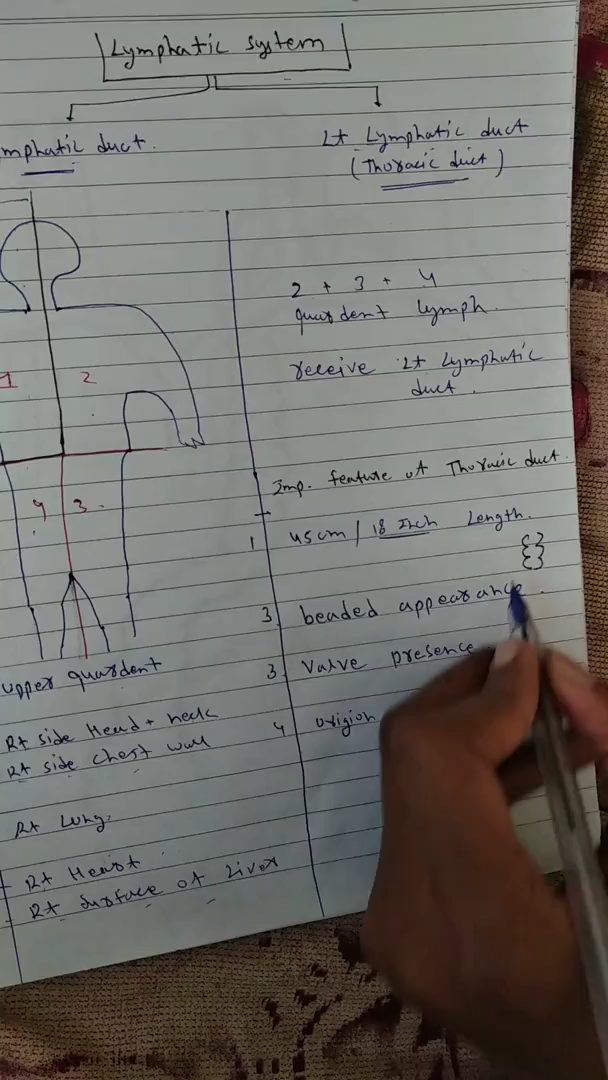 Lymphatic system
mphatic duct.
Lt Lymphatic duct
(Thoracic duct)
1
2
4
3
upper quardent
Rt side Head + neck
Rt side chest wall
Rt Lung
Rt Heart
Rt surface of Liver
2 + 3 + 4
quardent lymph.
receive Lt Lymphatic
duct.
Imp. feature of Thoracic duct.
1 45cm / 18 Inch Length.
3. beaded appearance.
3. Valve presence
4 origion